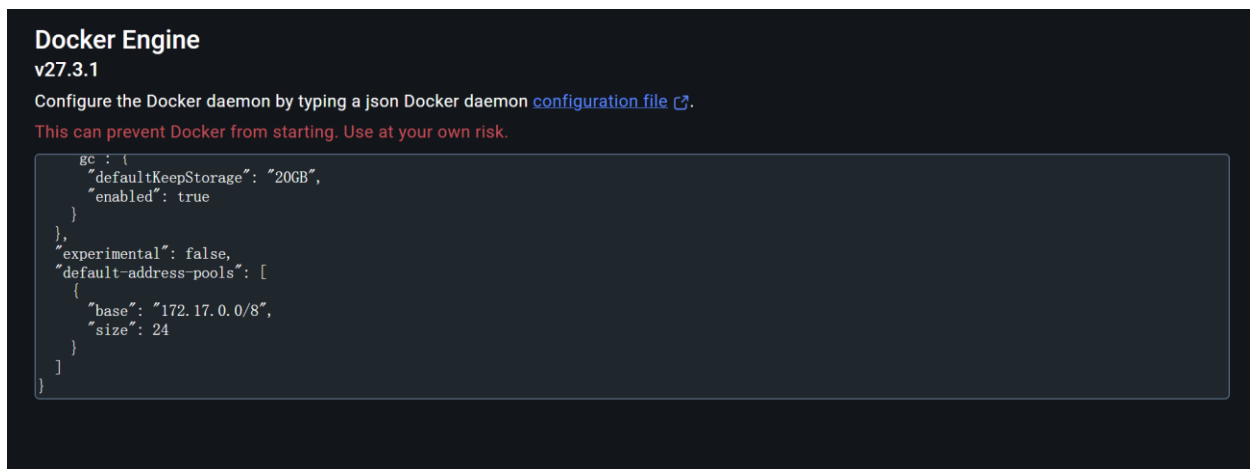 Docker Engine
v27.3.1
Configure the Docker daemon by typing a json Docker daemon configuration file.
This can prevent Docker from starting. Use at your own risk.
gc : {
"defaultKeepStorage": "20GB",
"enabled": true
}
},
"experimental": false,
"default-address-pools": [
{
"base": "172.17.0.0/8",
"size": 24
}
]
}